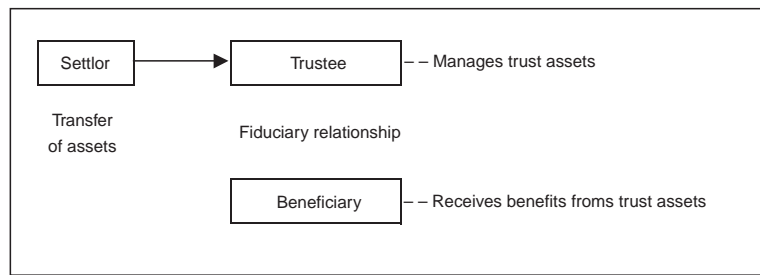 Settlor
Trustee
– – Manages trust assets
Transfer
of assets
Fiduciary relationship
Beneficiary
– – Receives benefits froms trust assets